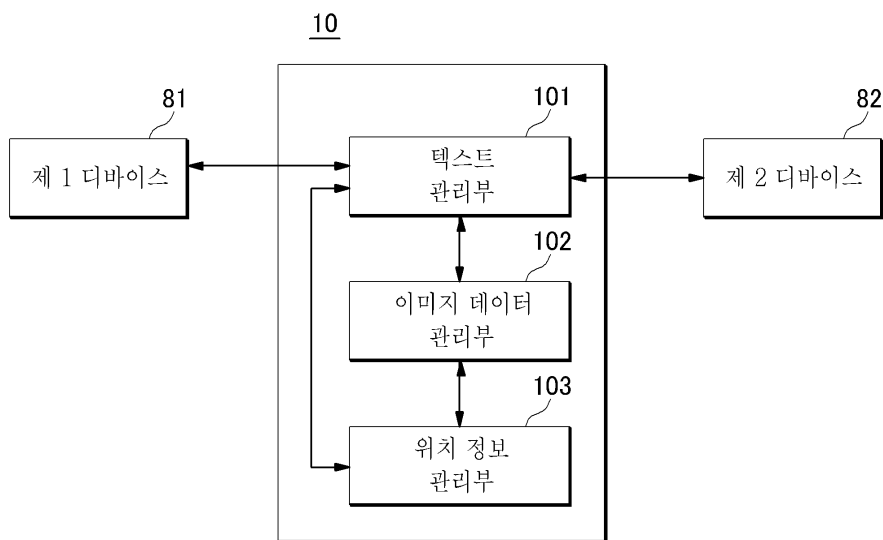 10
81
101
82
제 1 디바이스
텍스트
관리부
제 2 디바이스
102
이미지 데이터
관리부
103
위치 정보
관리부